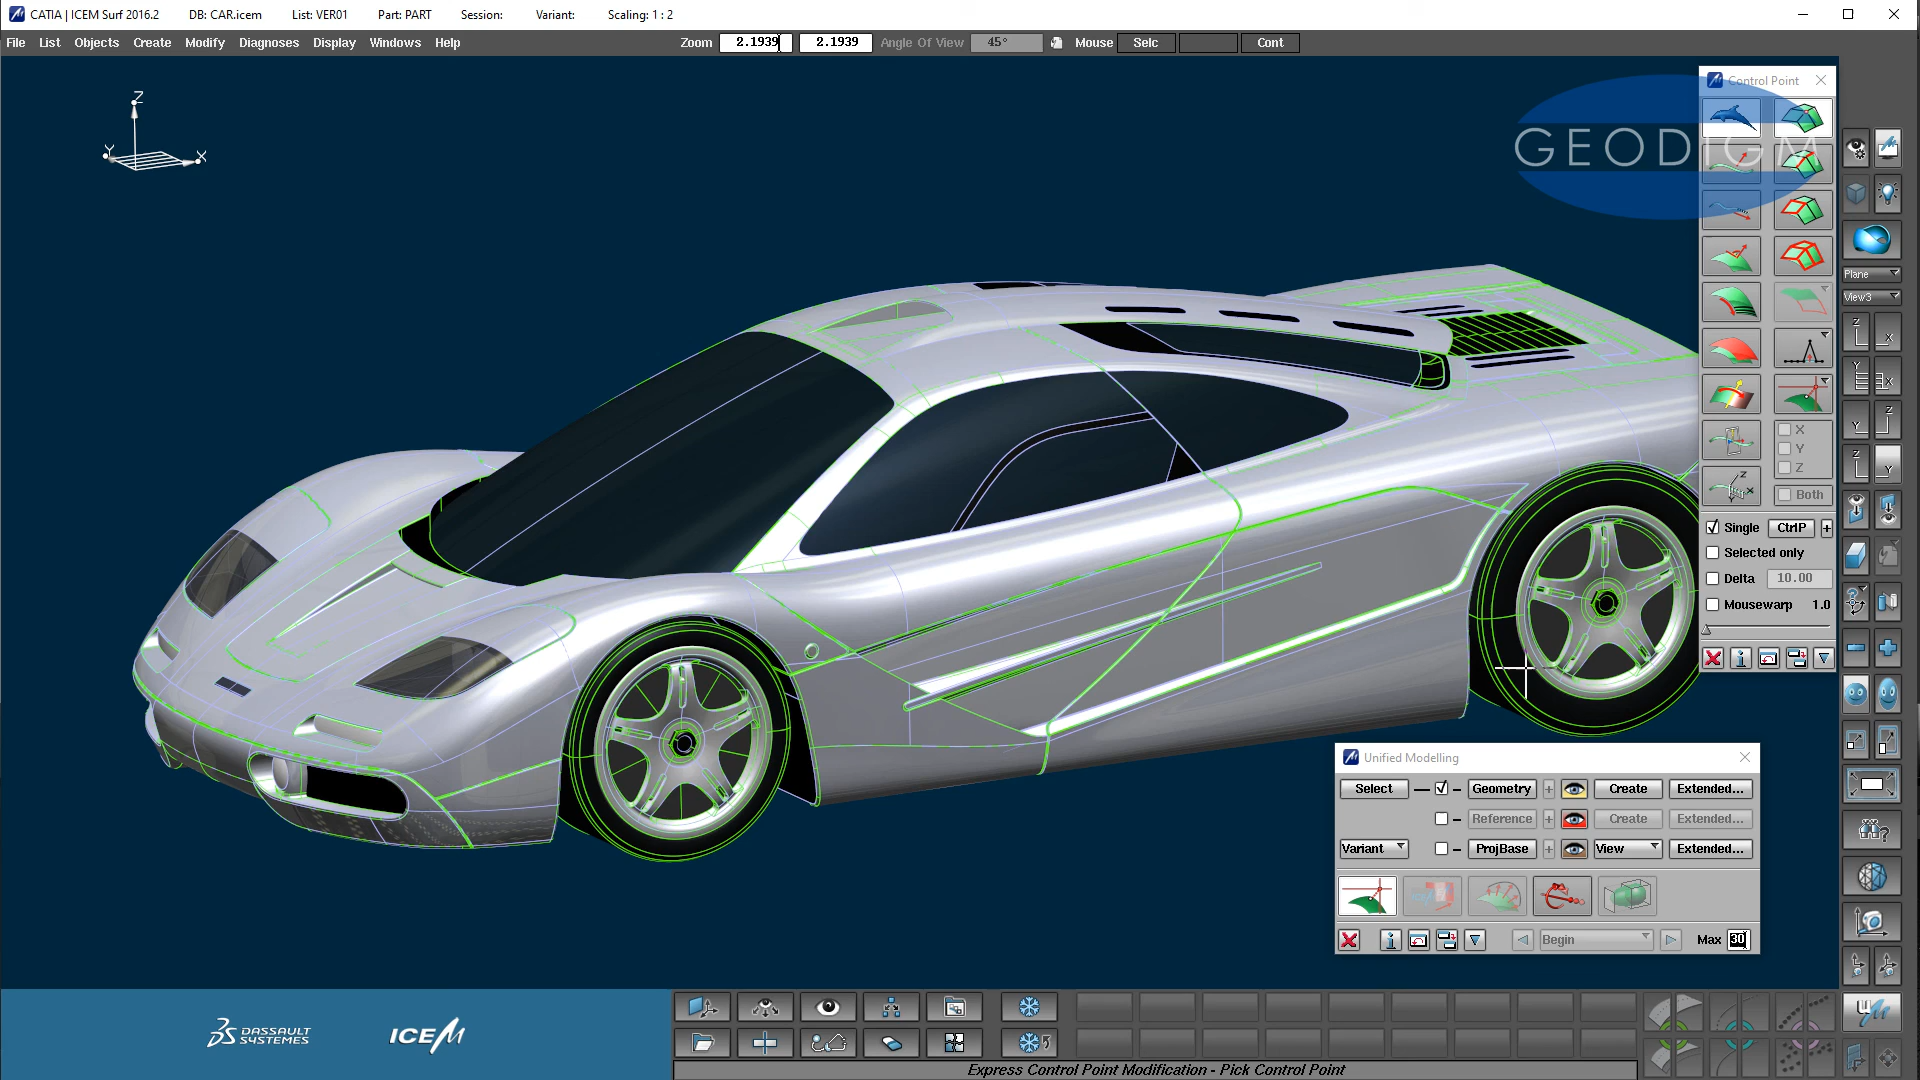 CATIA | ICEM Surf 2016.2 DB: CAR.icem List: VER01 Part: PART Session: Variant: Scaling: 1 : 2
File List Objects Create Modify Diagnoses Display Windows Help Zoom 2.1939 2.1939 Angle Of View 45° Mouse Selc Cont
Z
Y X
Control Point
GEODIGM
X
Y
Z
Both
Single CtrlP +
Selected only
Delta 10.00
Mousewarp 1.0
Plane
View3
Unified Modelling
Select Geometry + Create Extended...
Reference + Create Extended...
Variant ProjBase + View Extended...
Begin Max 30
DASSAULT SYSTEMES
ICEM
Express Control Point Modification - Pick Control Point